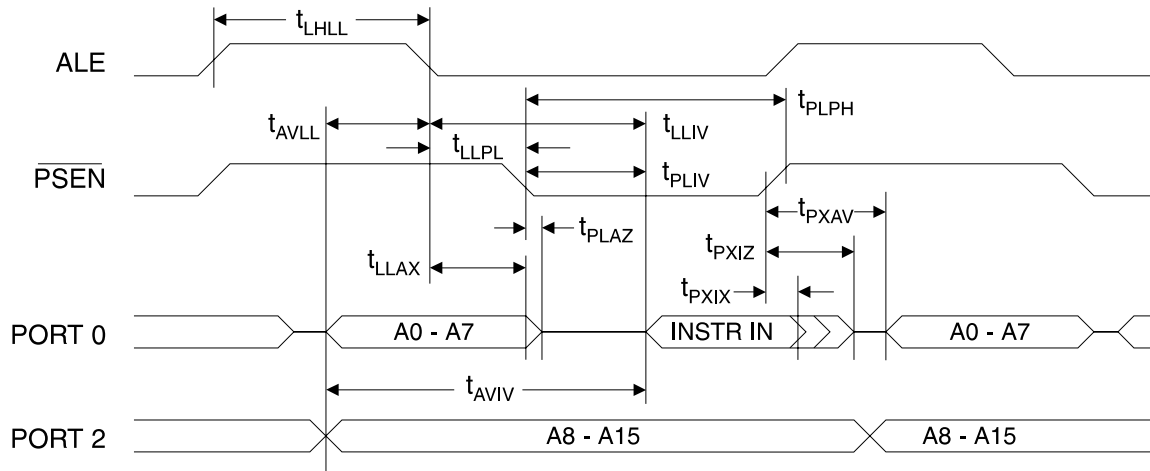 tLHLL
ALE
tPLPH
tAVLL
tLLIV
tLLPL
PSEN
tPLIV
tPXAV
tPLAZ
tPXIZ
tLLAX
tPXIX
PORT 0
A0 - A7
INSTR IN
A0 - A7
tAVIV
PORT 2
A8 - A15
A8 - A15